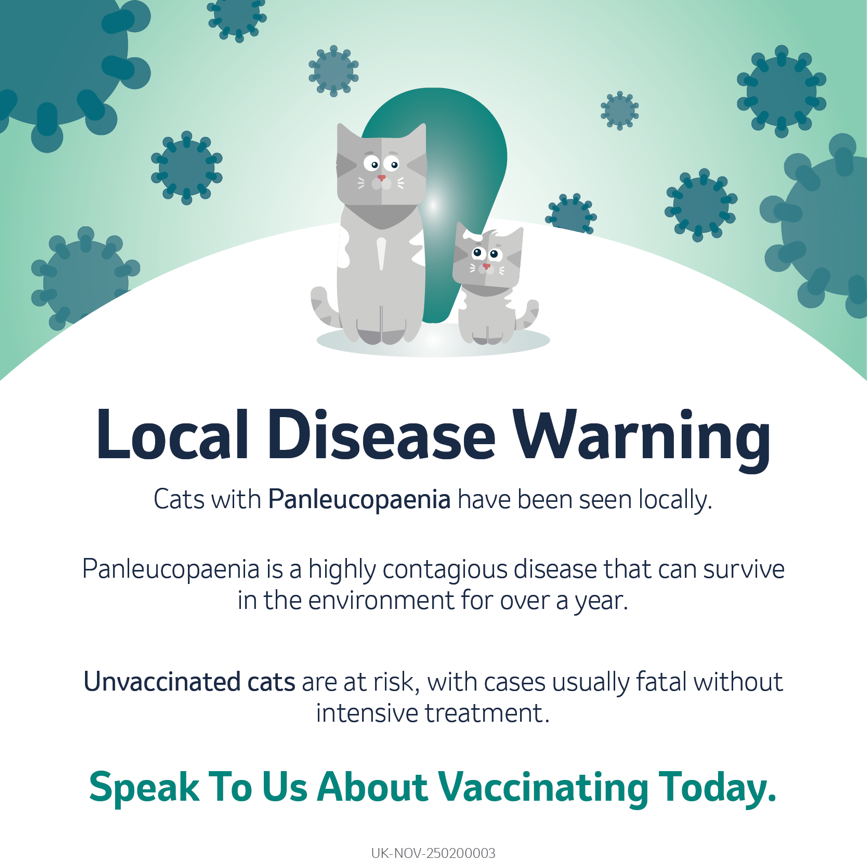 Local Disease Warning
Cats with Panleucopaenia have been seen locally.
Panleucopaenia is a highly contagious disease that can survive
in the environment for over a year.
Unvaccinated cats are at risk, with cases usually fatal without
intensive treatment.
Speak To Us About Vaccinating Today.
UK-NOV-250200003